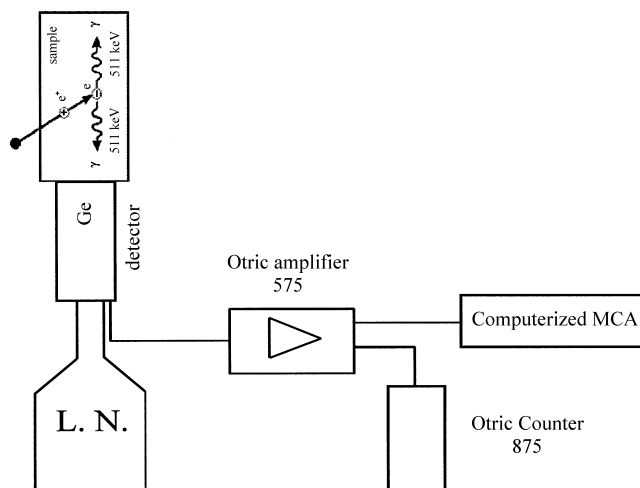 sample
e+
e
γ
511 keV
γ
511 keV
Ge
detector
Otric amplifier
575
Computerized MCA
L. N.
Otric Counter
875